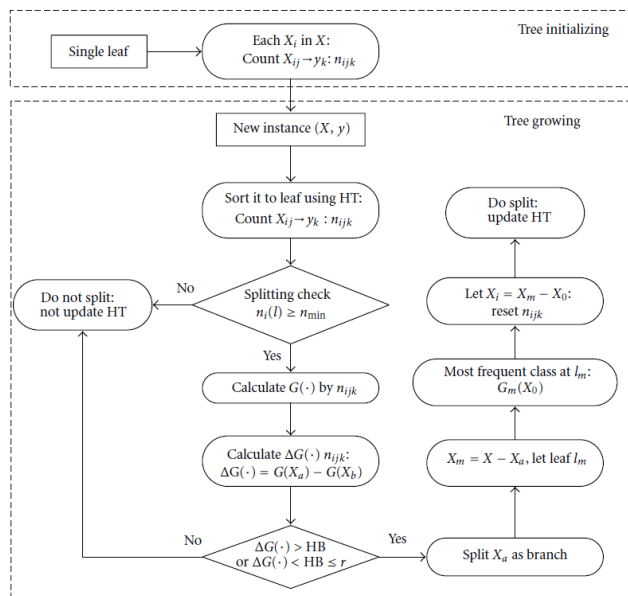 Tree initializing
Single leaf
Each X_i in X:
Count X_ij → y_k: n_ijk
Tree growing
New instance (X, y)
Sort it to leaf using HT:
Count X_ij → y_k : n_ijk
Splitting check
n_i(l) ≥ n_min
No
Do not split:
not update HT
Yes
Calculate G(·) by n_ijk
Calculate ΔG(·) n_ijk:
ΔG(·) = G(X_a) − G(X_b)
ΔG(·) > HB
or ΔG(·) < HB ≤ r
No
Yes
Split X_a as branch
X_m = X − X_a, let leaf l_m
Most frequent class at l_m:
G_m(X_0)
Let X_i = X_m − X_0:
reset n_ijk
Do split:
update HT